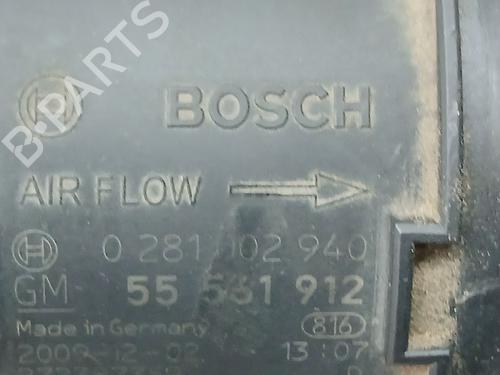 B-PARTS
BOSCH
AIR FLOW
0 281 002 940
GM 55 561 912
Made in Germany 816
2009-12-02 13:07